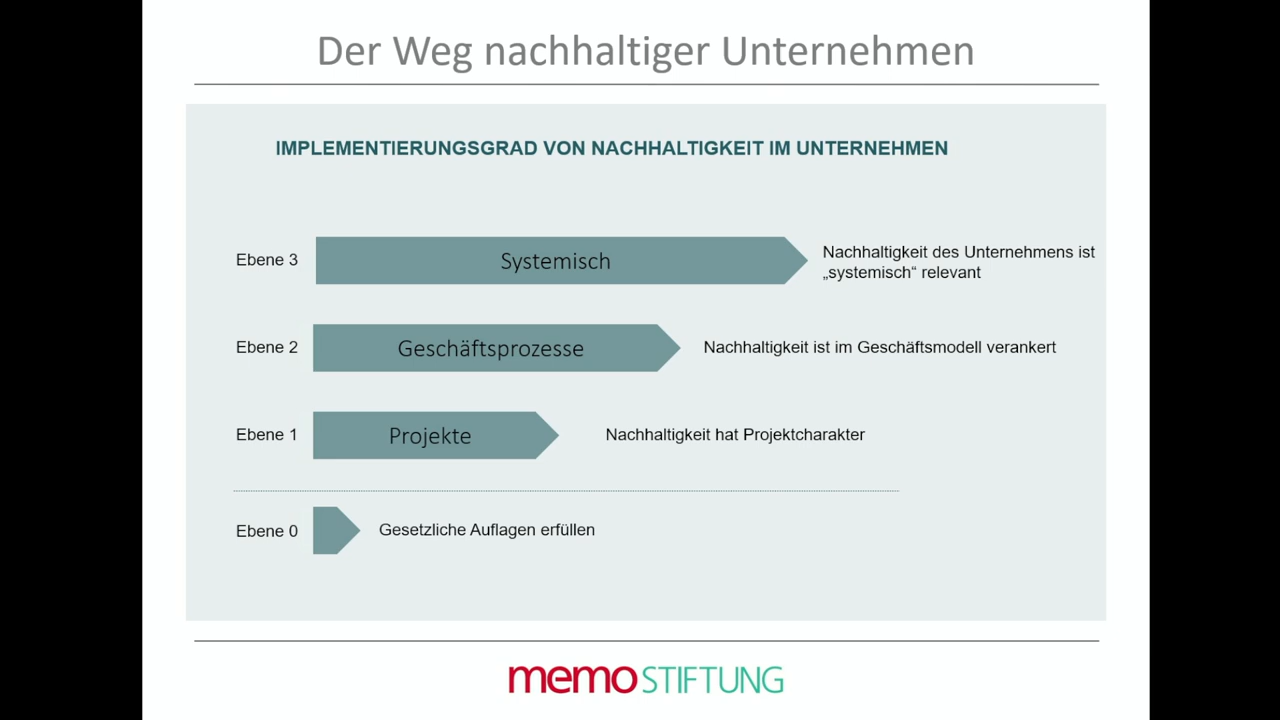 Der Weg nachhaltiger Unternehmen
IMPLEMENTIERUNGSGRAD VON NACHHALTIGKEIT IM UNTERNEHMEN
Ebene 3
Systemisch
Nachhaltigkeit des Unternehmens ist
„systemisch“ relevant
Ebene 2
Geschäftsprozesse
Nachhaltigkeit ist im Geschäftsmodell verankert
Ebene 1
Projekte
Nachhaltigkeit hat Projektcharakter
Ebene 0
Gesetzliche Auflagen erfüllen
memo STIFTUNG